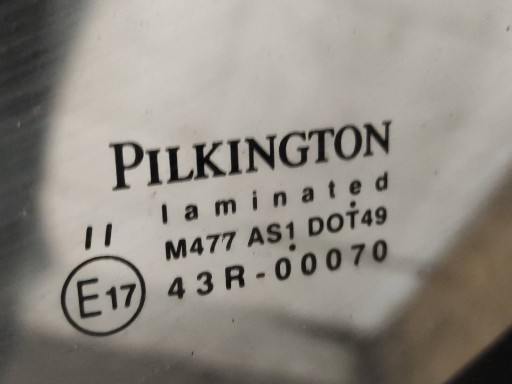 PILKINGTON
laminated
II M477 AS1 DOT49
E17 43R-00070